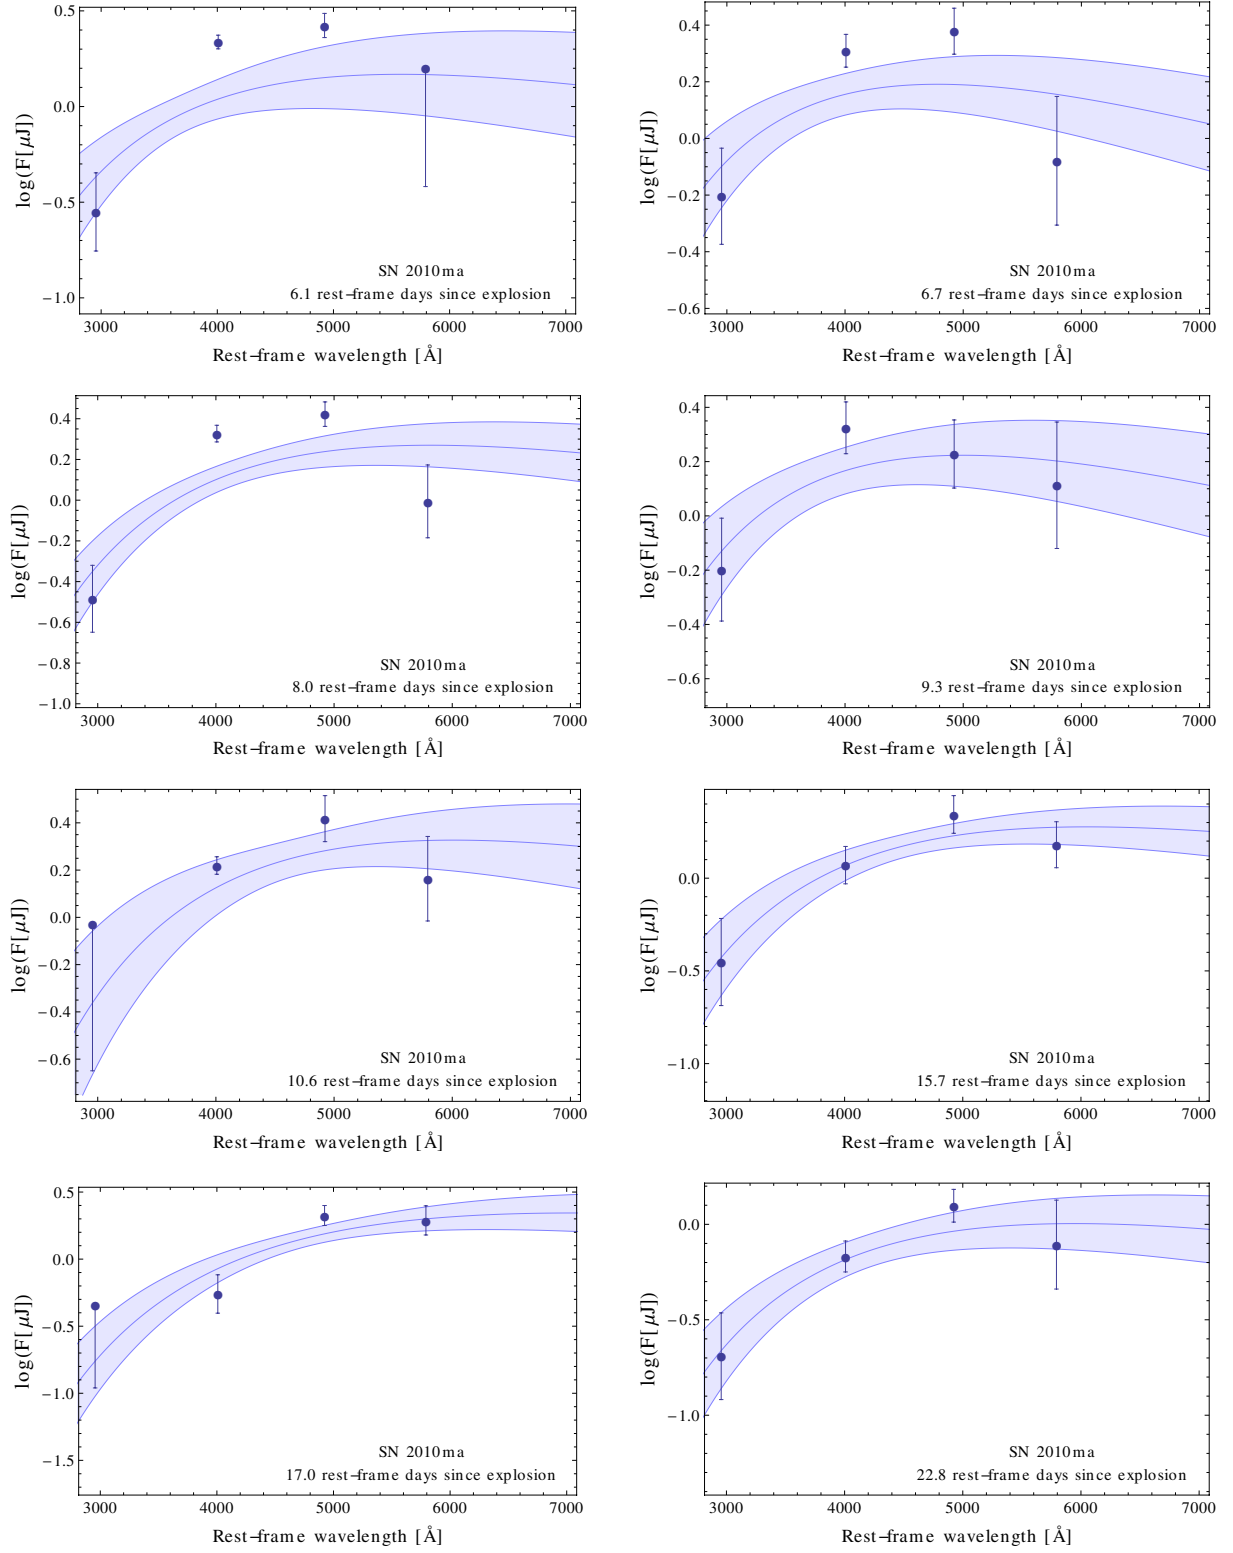 log(F[μJ])
0.5
0.0
−0.5
−1.0
SN 2010ma
6.1 rest−frame days since explosion
3000 4000 5000 6000 7000
Rest−frame wavelength [Å]
log(F[μJ])
0.4
0.2
0.0
−0.2
−0.4
−0.6
SN 2010ma
6.7 rest−frame days since explosion
3000 4000 5000 6000 7000
Rest−frame wavelength [Å]
log(F[μJ])
0.4
0.2
0.0
−0.2
−0.4
−0.6
−0.8
−1.0
SN 2010ma
8.0 rest−frame days since explosion
3000 4000 5000 6000 7000
Rest−frame wavelength [Å]
log(F[μJ])
0.4
0.2
0.0
−0.2
−0.4
−0.6
SN 2010ma
9.3 rest−frame days since explosion
3000 4000 5000 6000 7000
Rest−frame wavelength [Å]
log(F[μJ])
0.4
0.2
0.0
−0.2
−0.4
−0.6
SN 2010ma
10.6 rest−frame days since explosion
3000 4000 5000 6000 7000
Rest−frame wavelength [Å]
log(F[μJ])
0.0
−0.5
−1.0
SN 2010ma
15.7 rest−frame days since explosion
3000 4000 5000 6000 7000
Rest−frame wavelength [Å]
log(F[μJ])
0.5
0.0
−0.5
−1.0
−1.5
SN 2010ma
17.0 rest−frame days since explosion
3000 4000 5000 6000 7000
Rest−frame wavelength [Å]
log(F[μJ])
0.0
−0.5
−1.0
SN 2010ma
22.8 rest−frame days since explosion
3000 4000 5000 6000 7000
Rest−frame wavelength [Å]